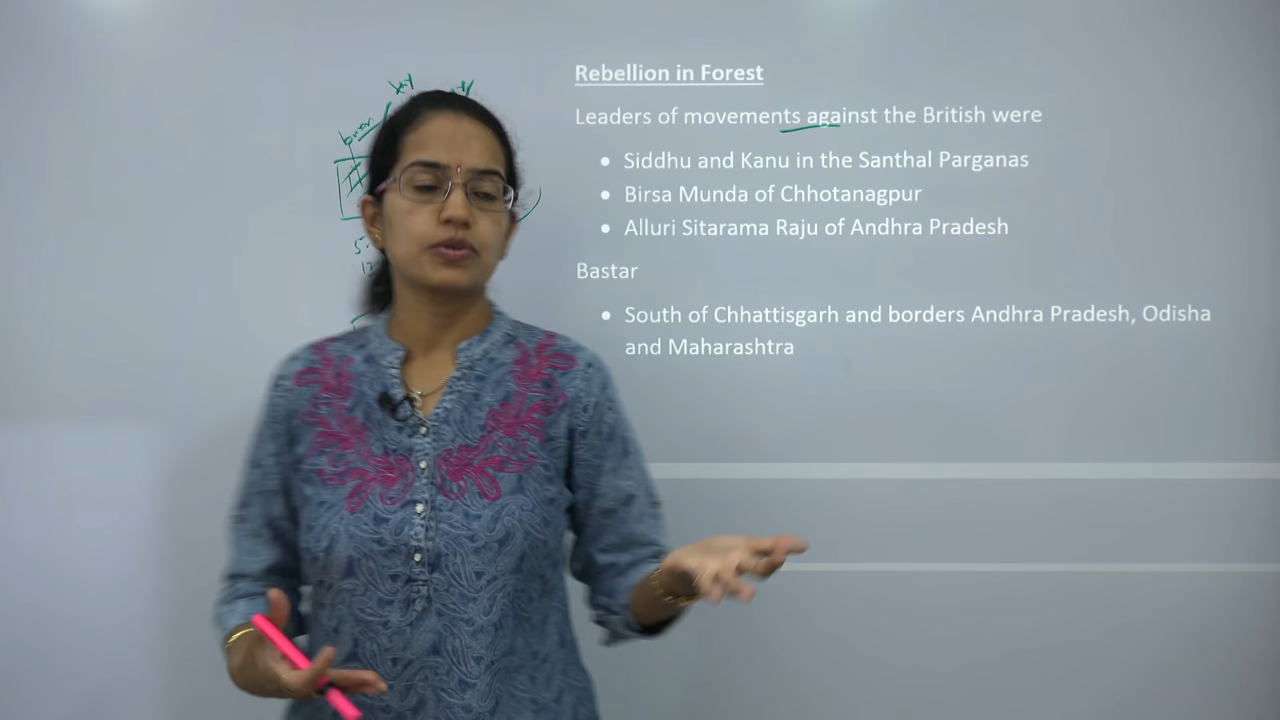 Rebellion in Forest
Leaders of movements against the British were
• Siddhu and Kanu in the Santhal Parganas
• Birsa Munda of Chhotanagpur
• Alluri Sitarama Raju of Andhra Pradesh
Bastar
• South of Chhattisgarh and borders Andhra Pradesh, Odisha
and Maharashtra